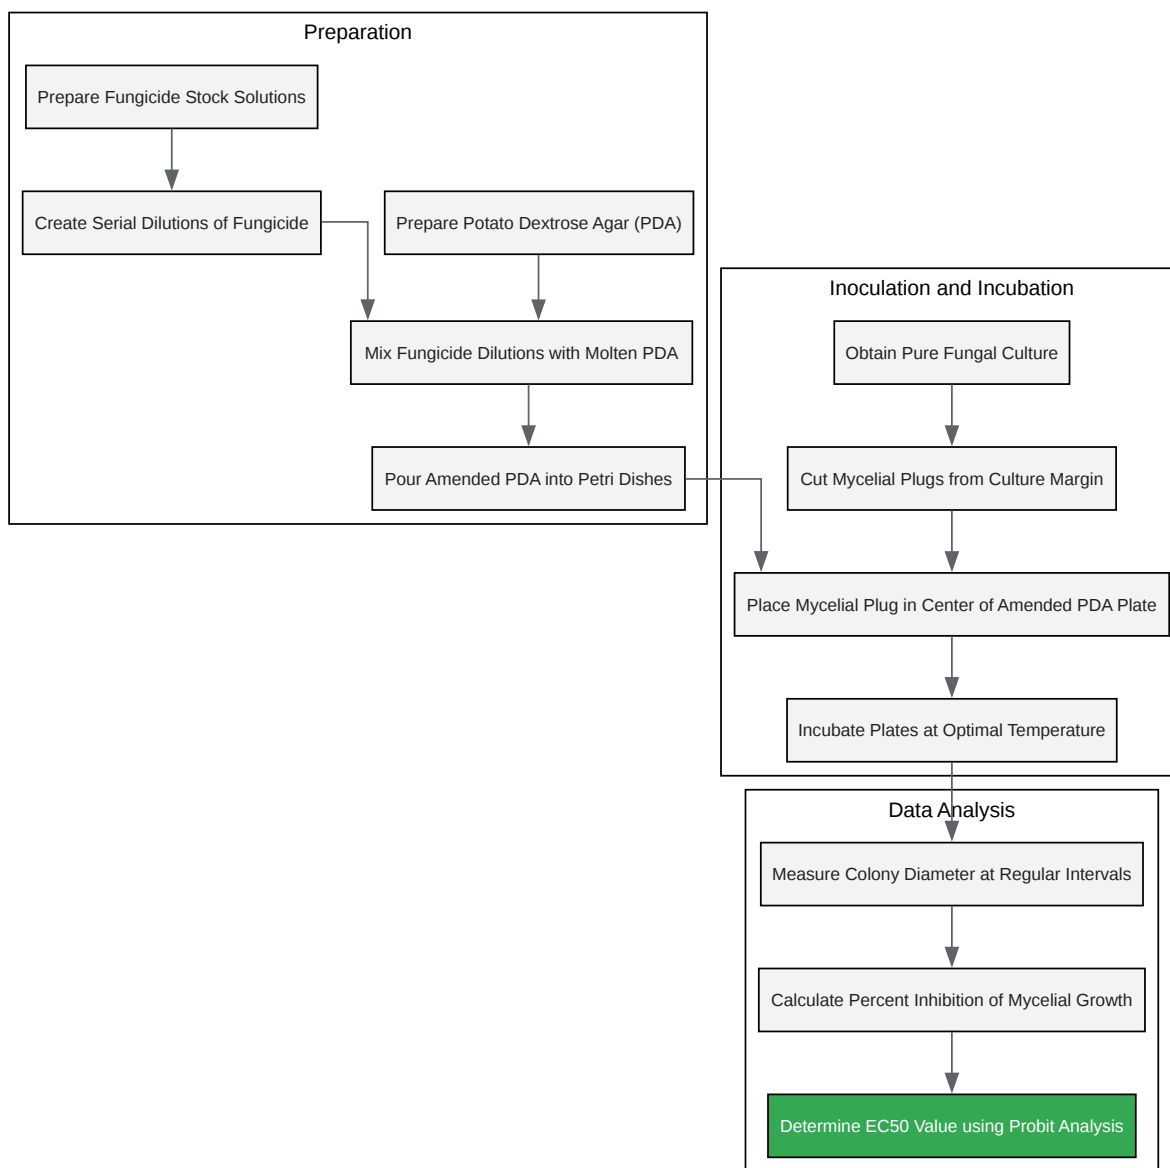 Preparation
Prepare Fungicide Stock Solutions
Create Serial Dilutions of Fungicide
Prepare Potato Dextrose Agar (PDA)
Mix Fungicide Dilutions with Molten PDA
Pour Amended PDA into Petri Dishes
Inoculation and Incubation
Obtain Pure Fungal Culture
Cut Mycelial Plugs from Culture Margin
Place Mycelial Plug in Center of Amended PDA Plate
Incubate Plates at Optimal Temperature
Data Analysis
Measure Colony Diameter at Regular Intervals
Calculate Percent Inhibition of Mycelial Growth
Determine EC50 Value using Probit Analysis